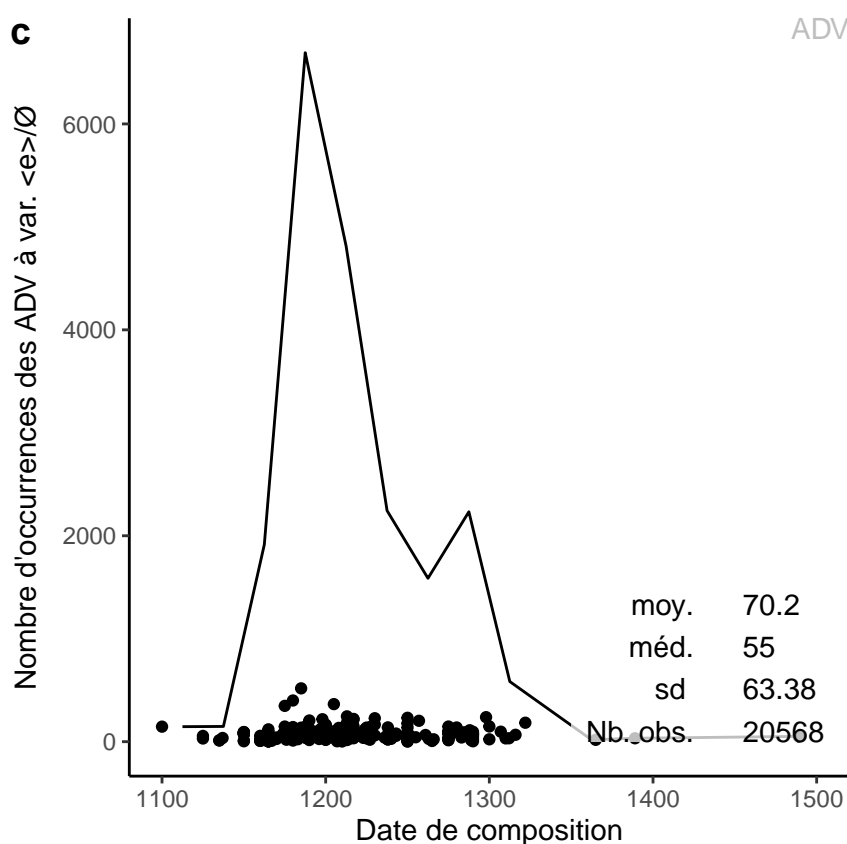 c
ADV
Nombre d'occurrences des ADV à var. <e>/Ø
6000
4000
2000
0
moy. 70.2
méd. 55
sd 63.38
Nb. obs. 20568
1100 1200 1300 1400 1500
Date de composition